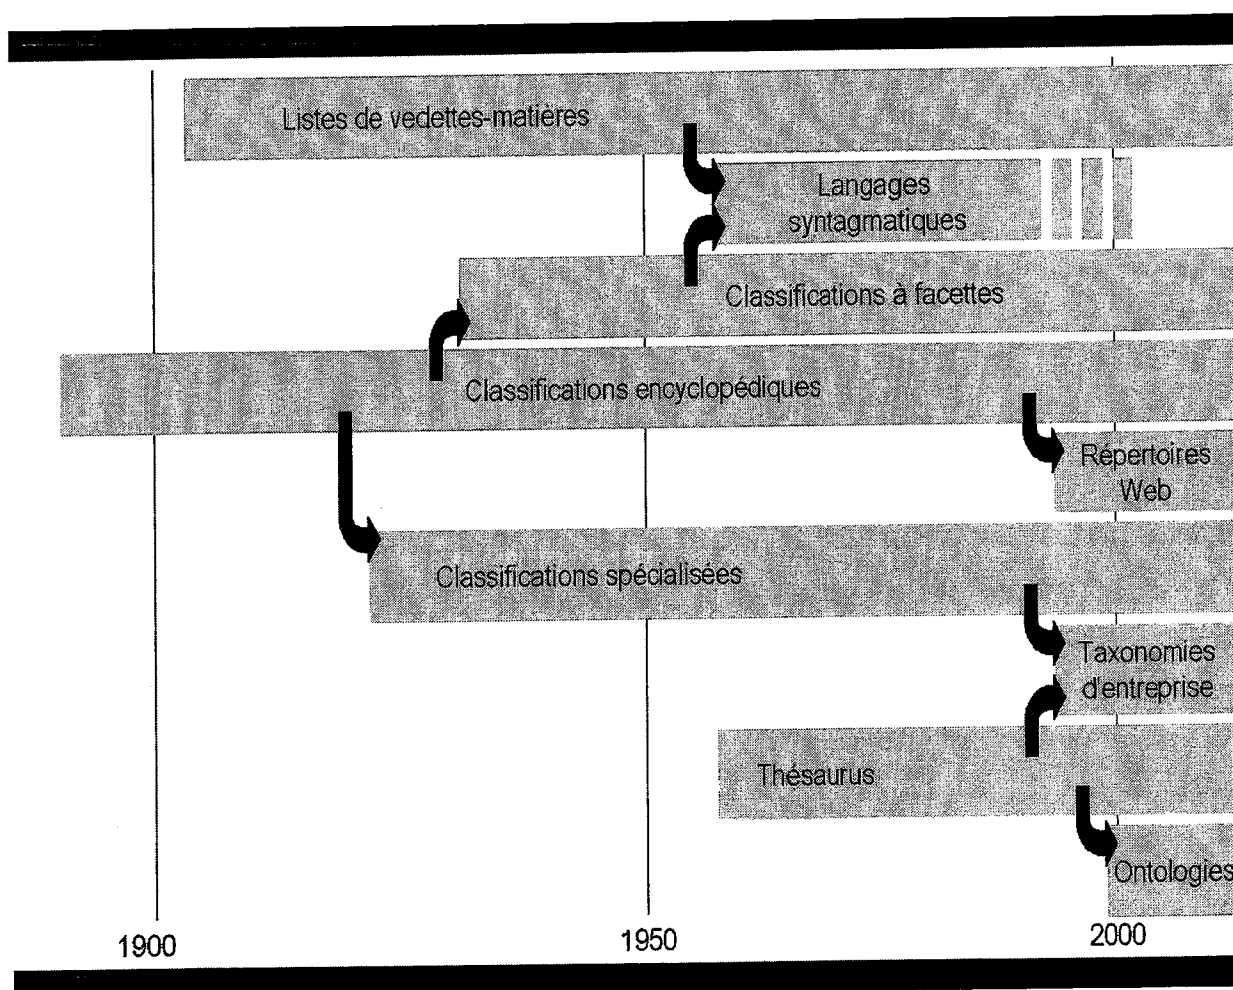 Listes de vedettes-matières
Langages
syntagmatiques
Classifications à facettes
Classifications encyclopédiques
Répertoires
Web
Classifications spécialisées
Taxonomies
d'entreprise
Thésaurus
Ontologies
1900
1950
2000